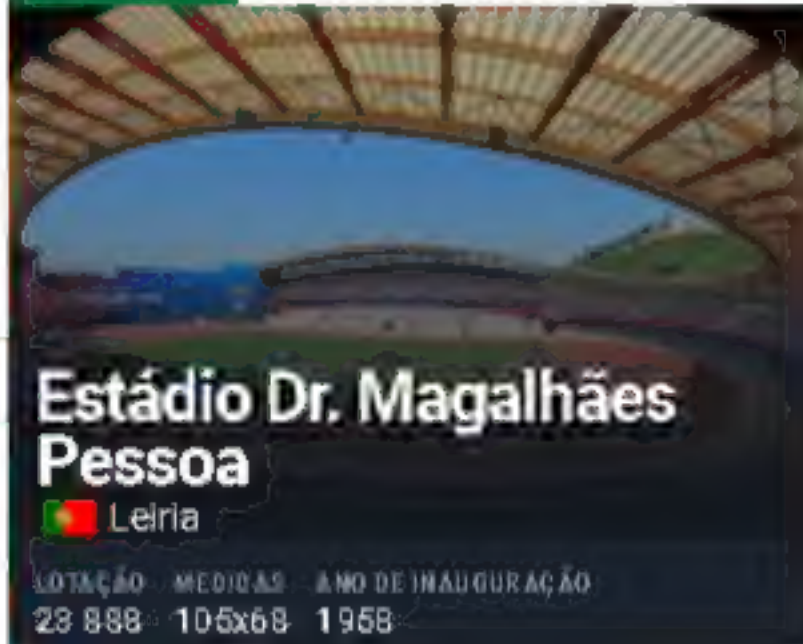 Estádio Dr. Magalhães
Pessoa
Leiria
LOTAÇÃO MEDIDAS ANO DE INAUGURAÇÃO
23 888 105x68 1958